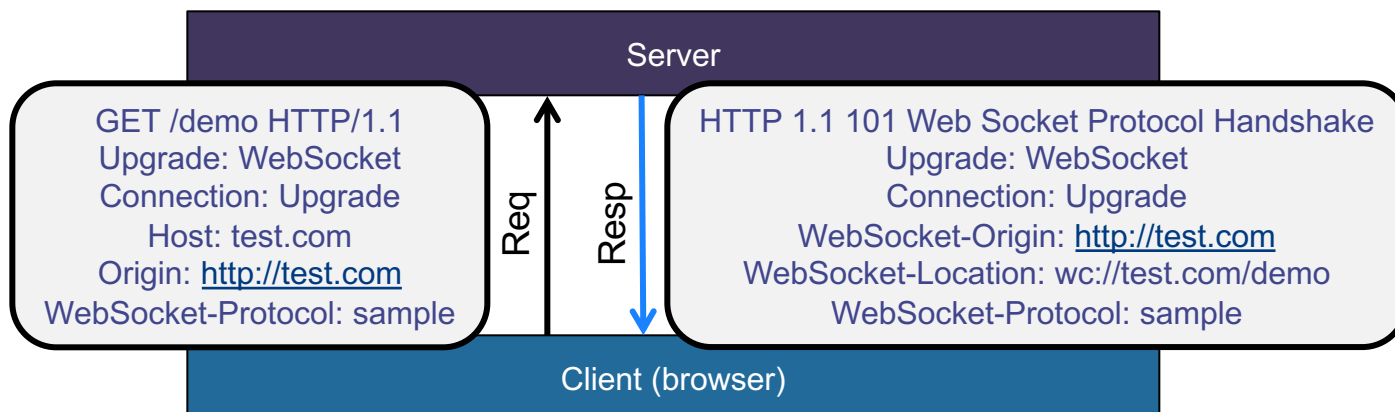 Server
GET /demo HTTP/1.1
Upgrade: WebSocket
Connection: Upgrade
Host: test.com
Origin: http://test.com
WebSocket-Protocol: sample
Req
Resp
HTTP 1.1 101 Web Socket Protocol Handshake
Upgrade: WebSocket
Connection: Upgrade
WebSocket-Origin: http://test.com
WebSocket-Location: wc://test.com/demo
WebSocket-Protocol: sample
Client (browser)